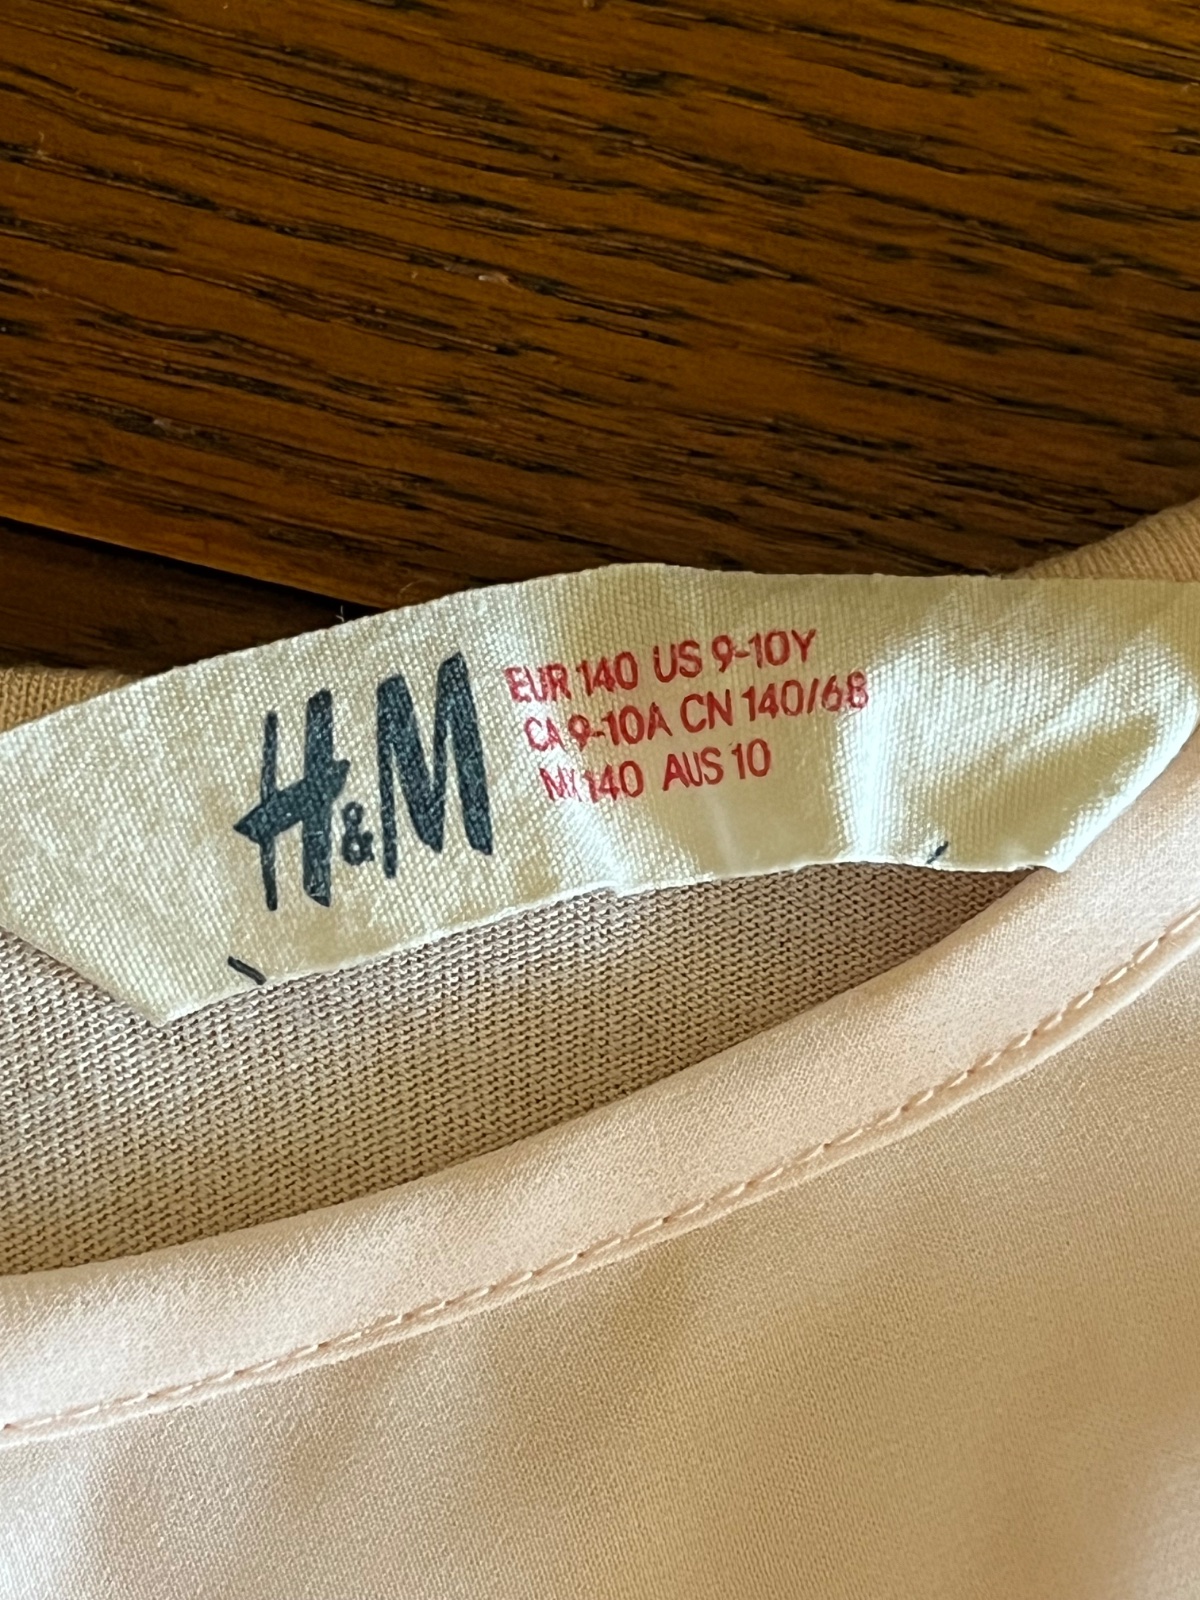 H&M
EUR 140 US 9-10Y
CA 9-10A CN 140/68
MX 140 AUS 10